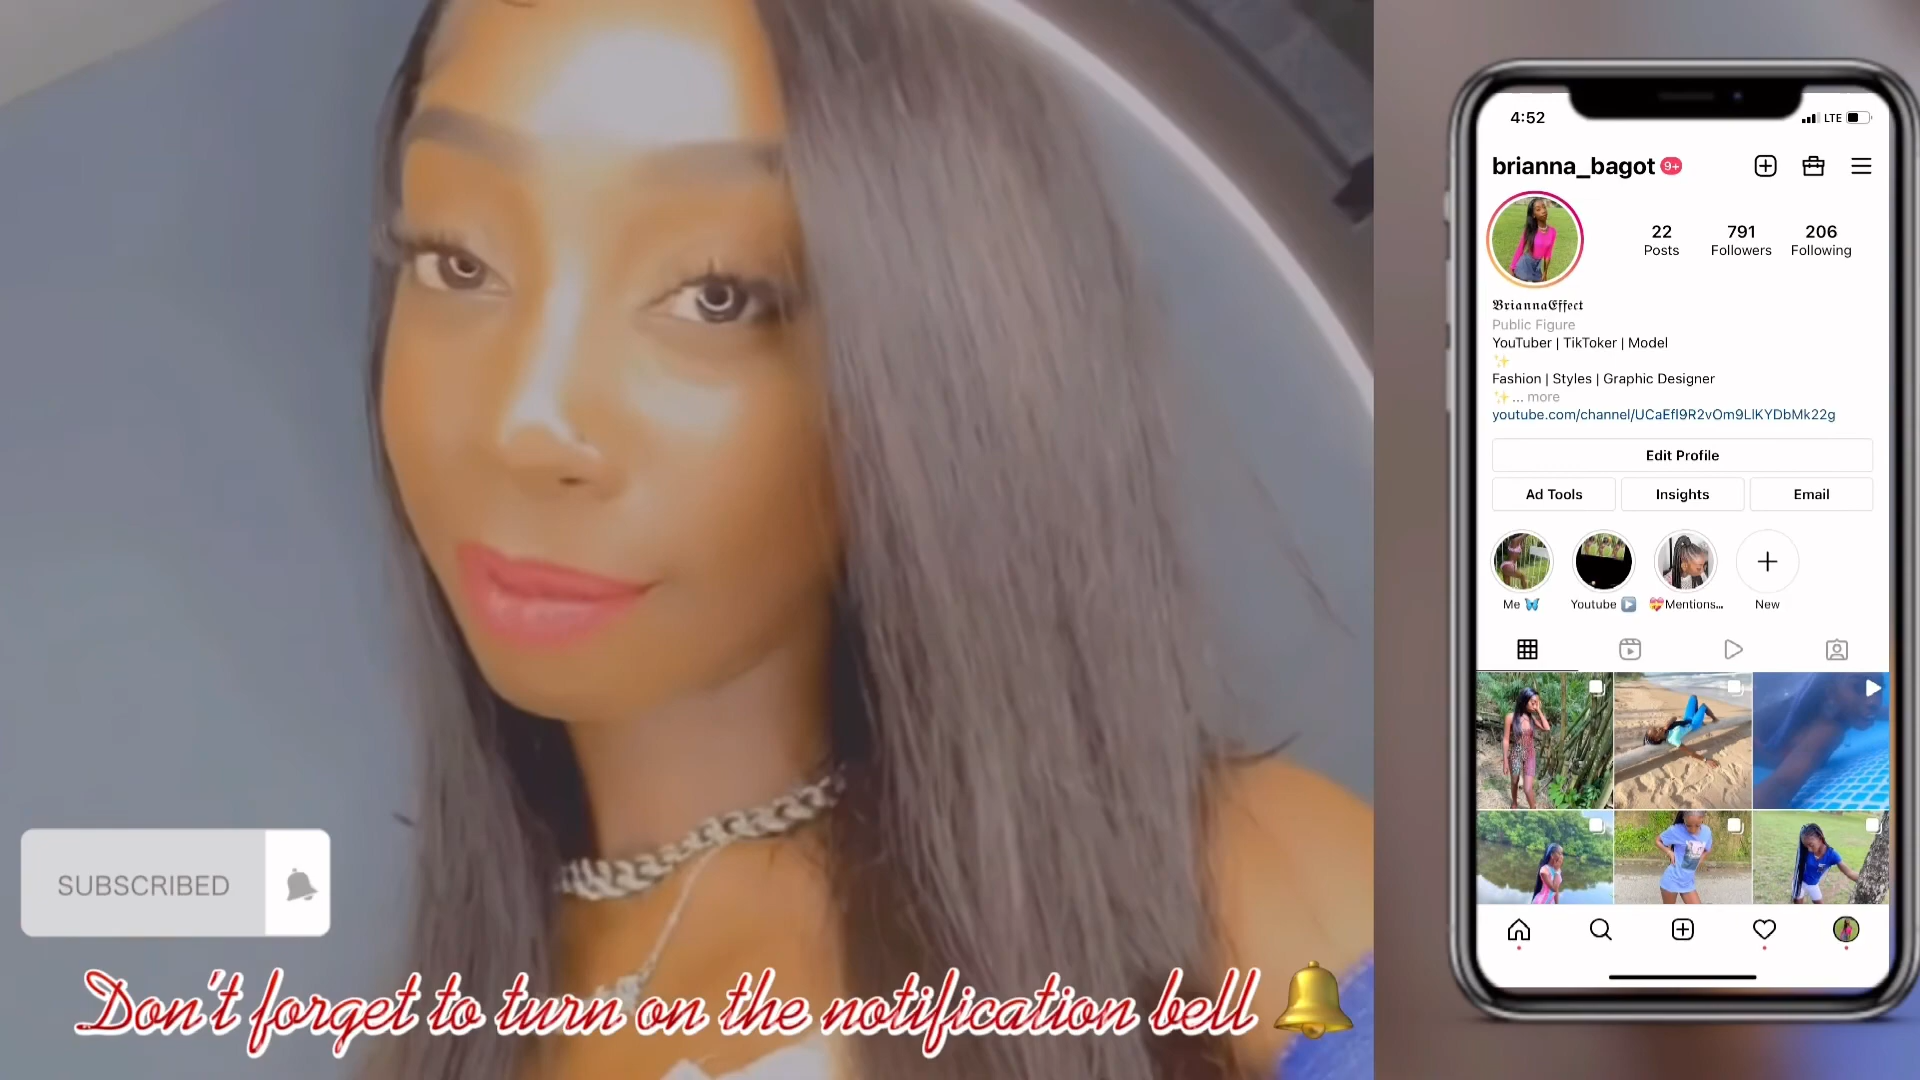 SUBSCRIBED
Don't forget to turn on the notification bell🔔
4:52
LTE
brianna_bagot 9+
22 791 206
Posts Followers Following
𝕭𝖗𝖎𝖆𝖓𝖓𝖆𝕰𝖋𝖋𝖊𝖈𝖙
Public Figure
YouTuber | TikToker | Model
✨
Fashion | Styles | Graphic Designer
✨... more
youtube.com/channel/UCaEfI9R2vOm9LIKYDbMk22g
Edit Profile
Ad Tools Insights Email
Me 🦋 Youtube ▶️ 💝Mentions... New